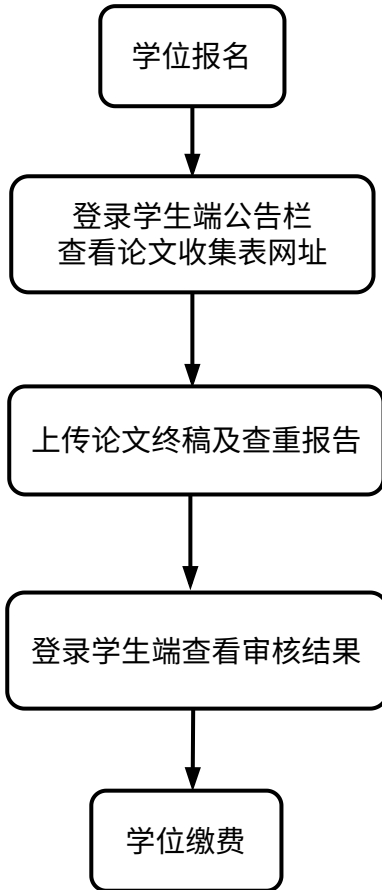 学位报名
登录学生端公告栏
查看论文收集表网址
上传论文终稿及查重报告
登录学生端查看审核结果
学位缴费